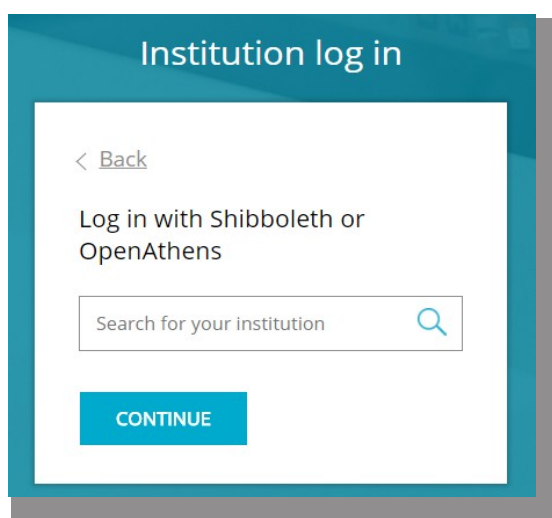 Institution log in
Back
Log in with Shibboleth or
OpenAthens
Search for your institution
CONTINUE